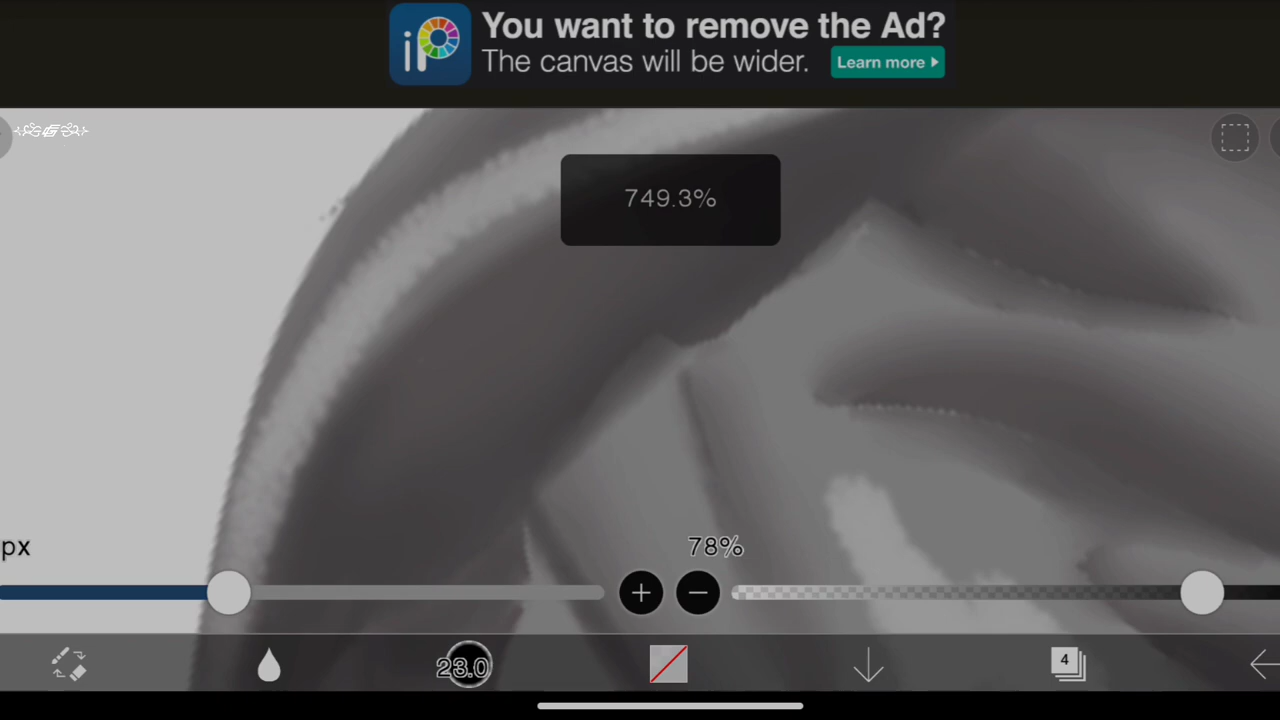 iP
You want to remove the Ad?
The canvas will be wider.
Learn more
749.3%
px
78%
23.0
4